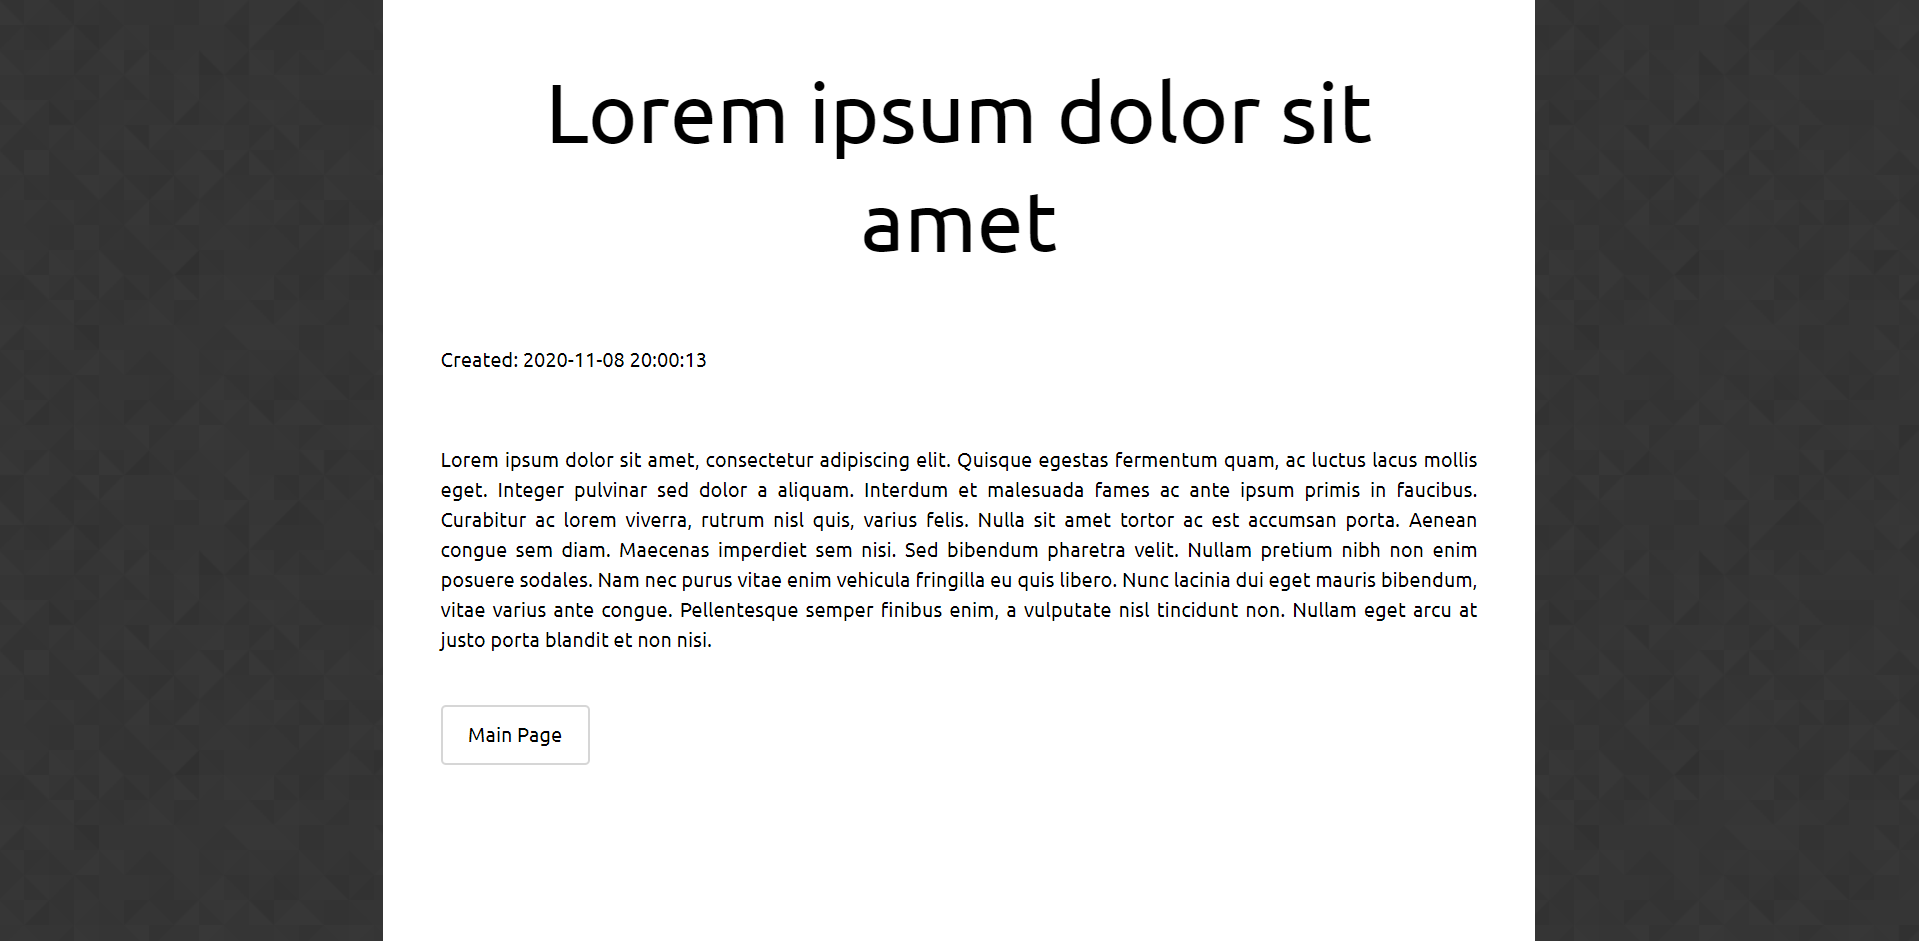 Lorem ipsum dolor sit
amet
Created: 2020-11-08 20:00:13
Lorem ipsum dolor sit amet, consectetur adipiscing elit. Quisque egestas fermentum quam, ac luctus lacus mollis
eget. Integer pulvinar sed dolor a aliquam. Interdum et malesuada fames ac ante ipsum primis in faucibus.
Curabitur ac lorem viverra, rutrum nisl quis, varius felis. Nulla sit amet tortor ac est accumsan porta. Aenean
congue sem diam. Maecenas imperdiet sem nisi. Sed bibendum pharetra velit. Nullam pretium nibh non enim
posuere sodales. Nam nec purus vitae enim vehicula fringilla eu quis libero. Nunc lacinia dui eget mauris bibendum,
vitae varius ante congue. Pellentesque semper finibus enim, a vulputate nisl tincidunt non. Nullam eget arcu at
justo porta blandit et non nisi.
Main Page